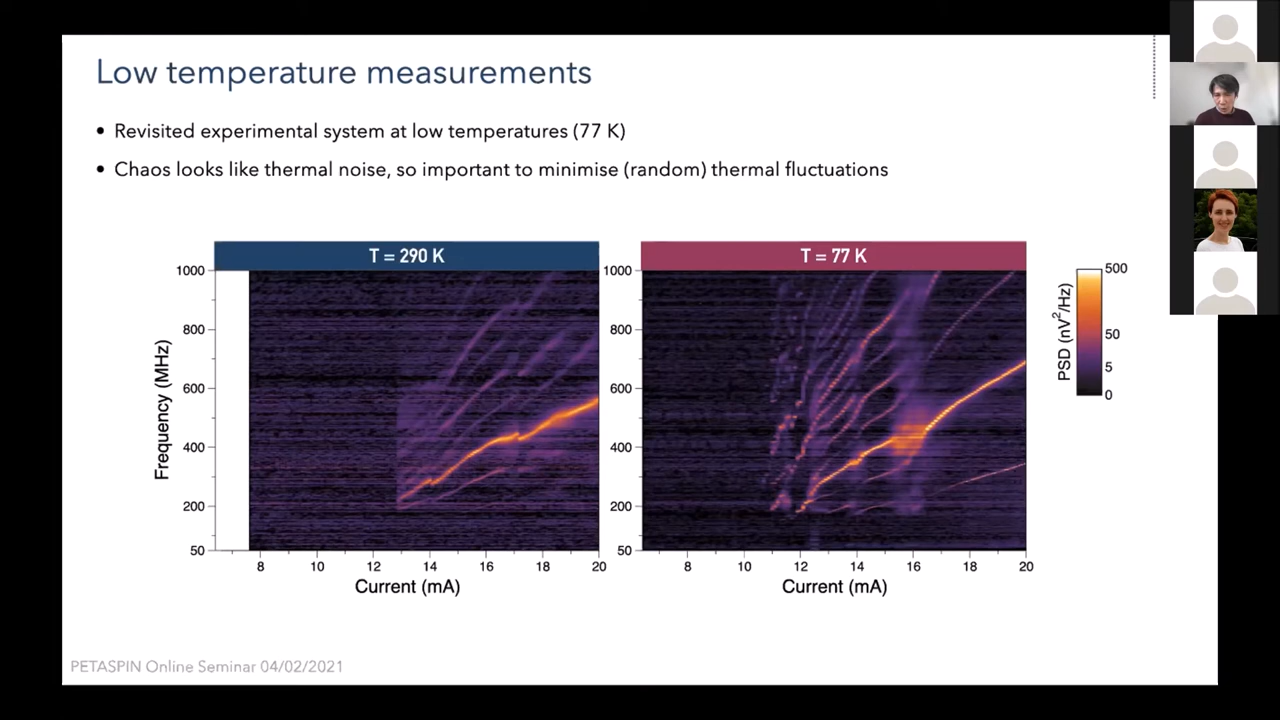 Low temperature measurements
• Revisited experimental system at low temperatures (77 K)
• Chaos looks like thermal noise, so important to minimise (random) thermal fluctuations
T = 290 K
T = 77 K
1000
800
600
400
200
50
Frequency (MHz)
8 10 12 14 16 18 20
Current (mA)
1000
800
600
400
200
50
8 10 12 14 16 18 20
Current (mA)
PSD (nV²/Hz)
500
50
5
0
PETASPIN Online Seminar 04/02/2021